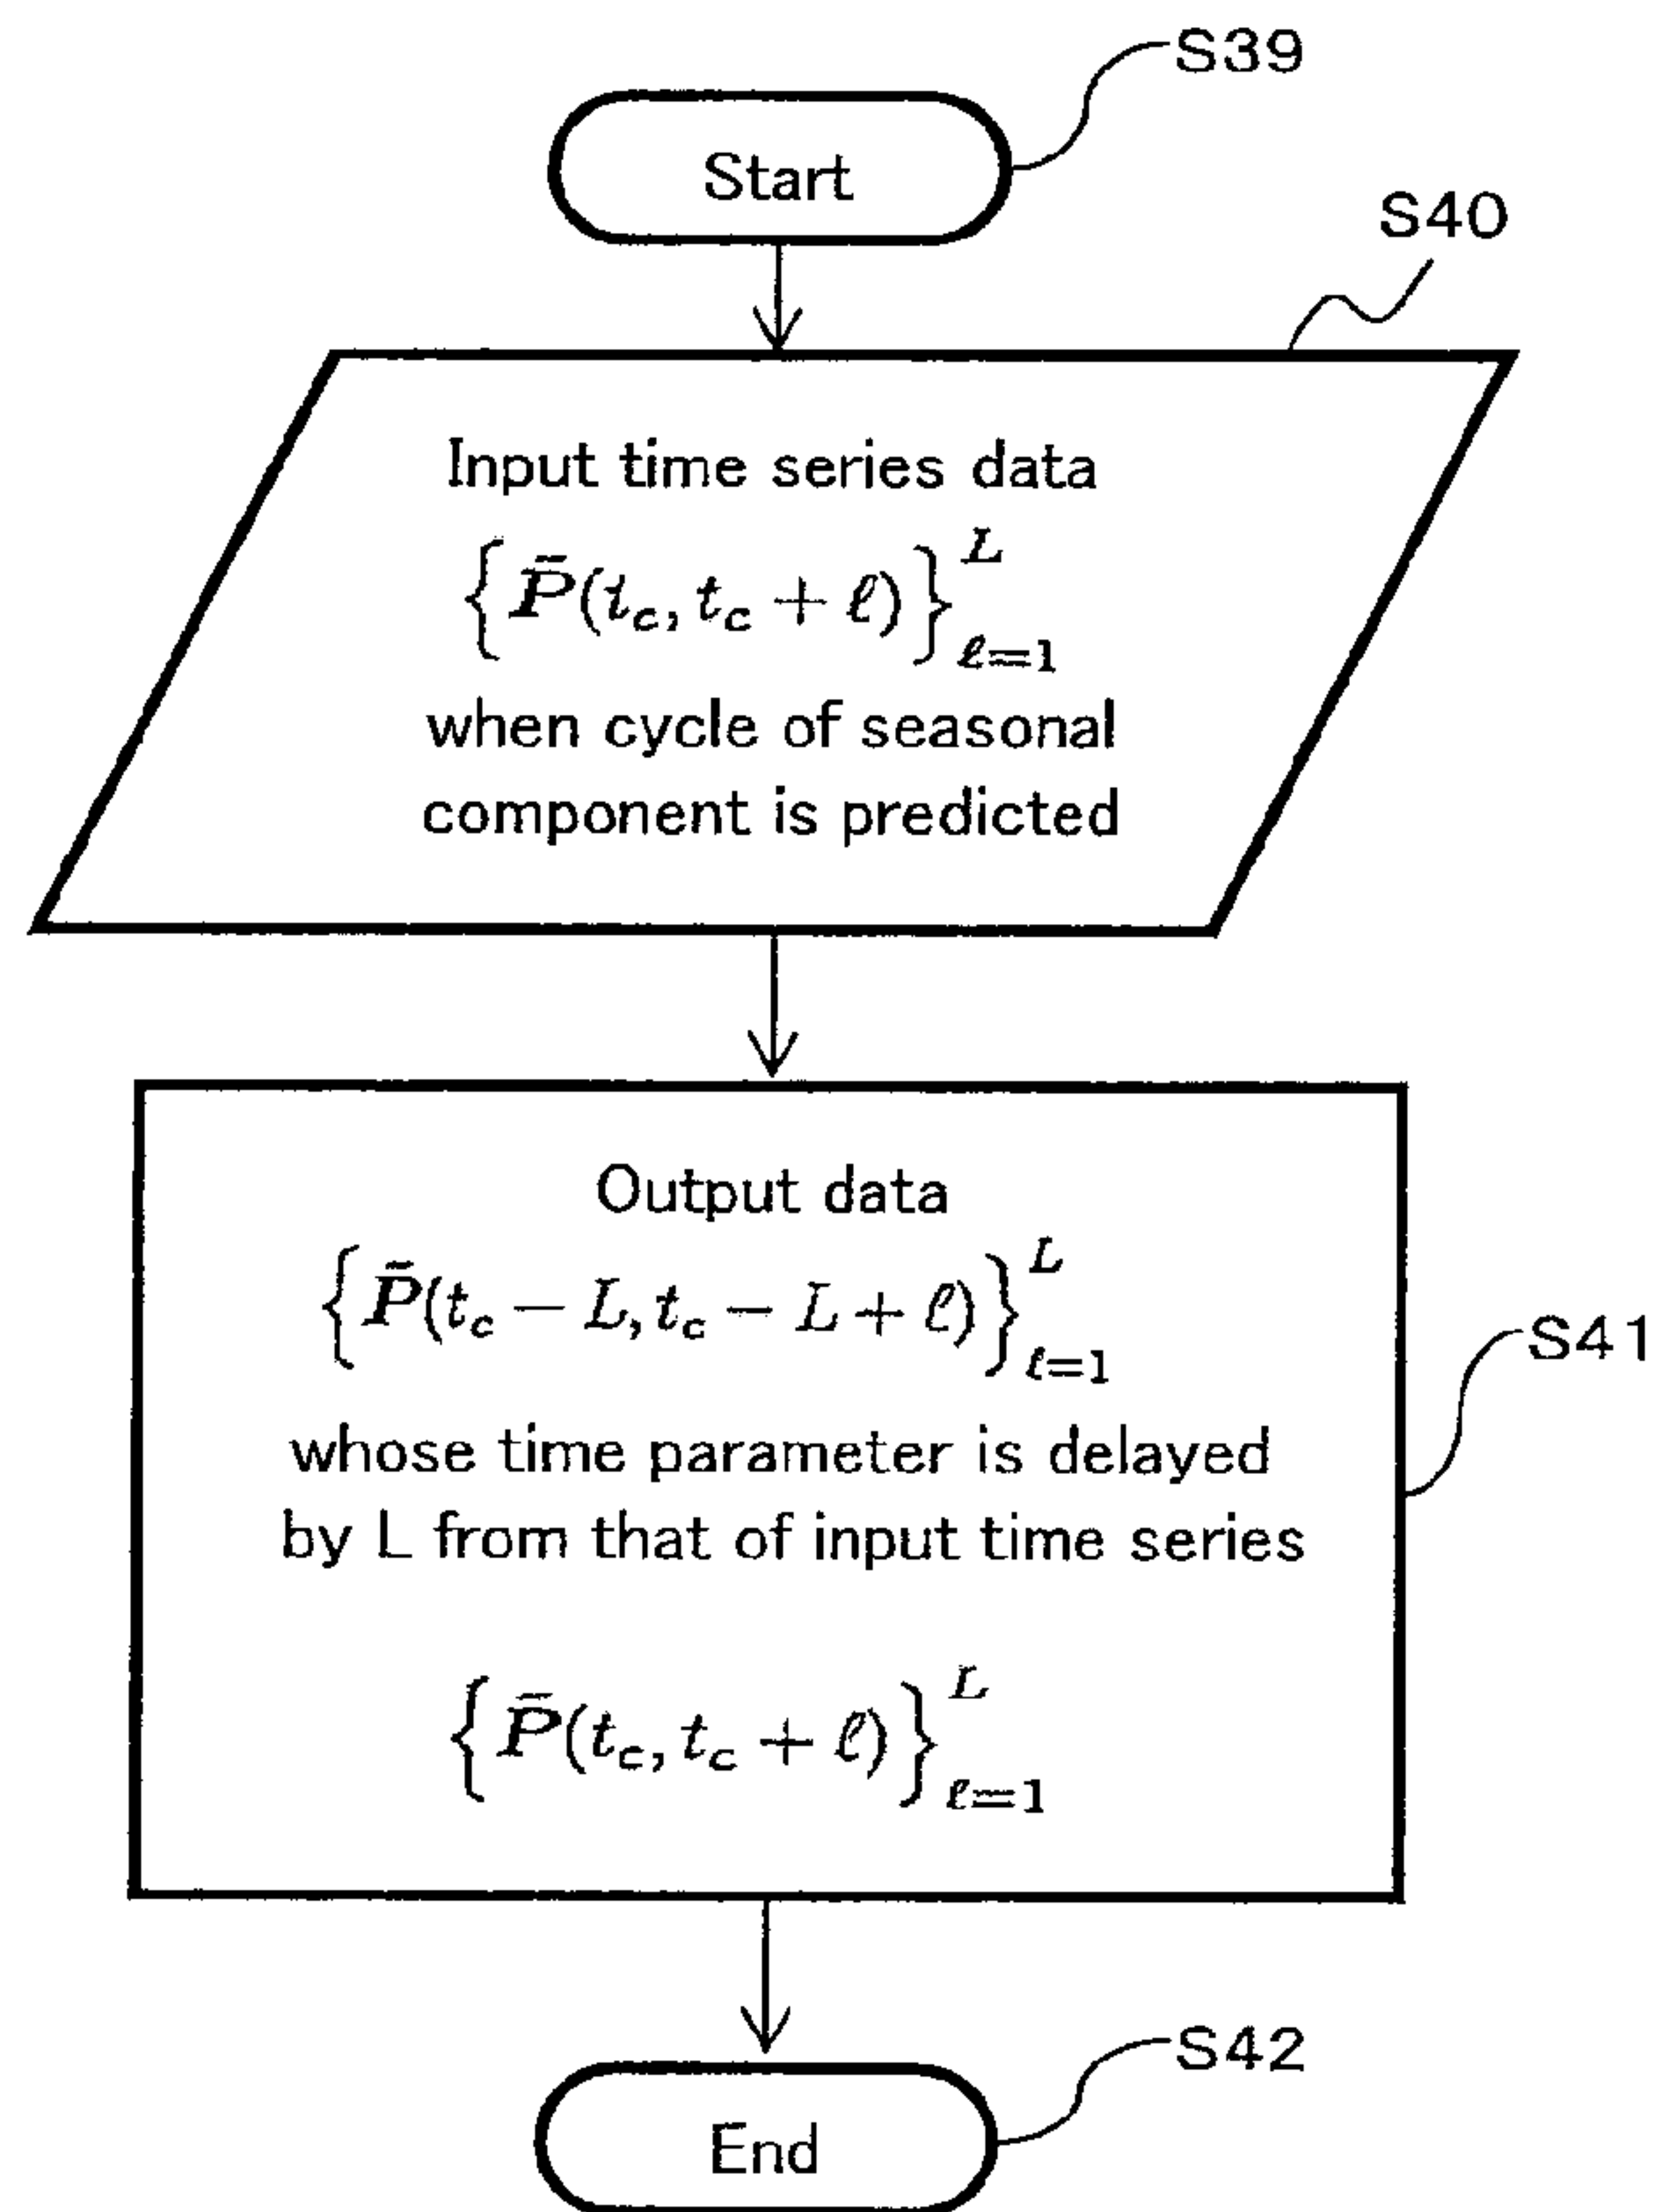 S39
Start
S40
Input time series data
{P̄(t_c, t_c + ℓ)}_{ℓ=1}^{L}
when cycle of seasonal
component is predicted
Output data
{P̄(t_c − L, t_c − L + ℓ)}_{ℓ=1}^{L}
S41
whose time parameter is delayed
by L from that of input time series
{P̄(t_c, t_c + ℓ)}_{ℓ=1}^{L}
S42
End